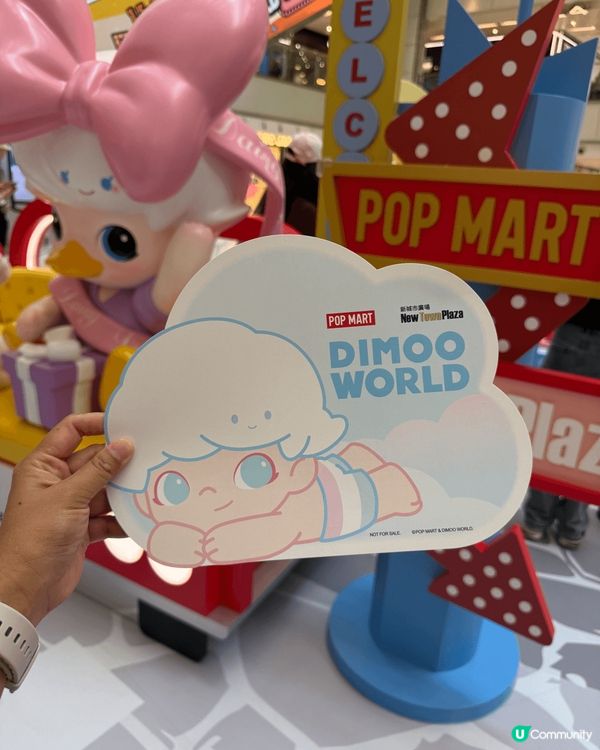 ELC
POP MART
POP MART
新城市廣場
New Town Plaza
DIMOO
WORLD
Plaz
NOT FOR SALE. ©POP MART & DIMOO WORLD.
U Community